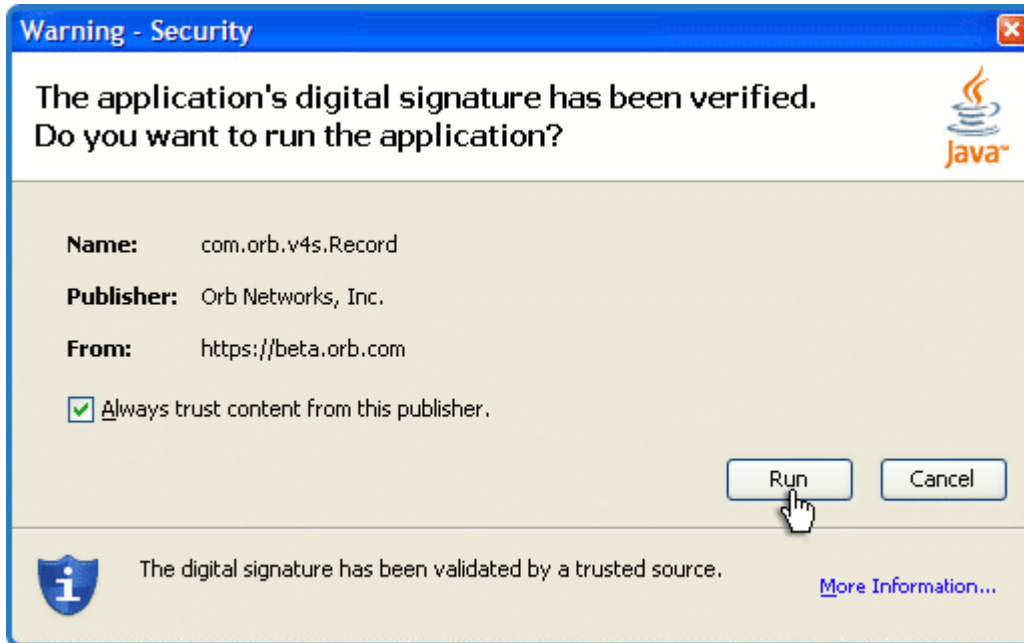 Warning - Security
The application's digital signature has been verified.
Do you want to run the application?
Java™
Name: com.orb.v4s.Record
Publisher: Orb Networks, Inc.
From: https://beta.orb.com
Always trust content from this publisher.
Run Cancel
The digital signature has been validated by a trusted source.
More Information...